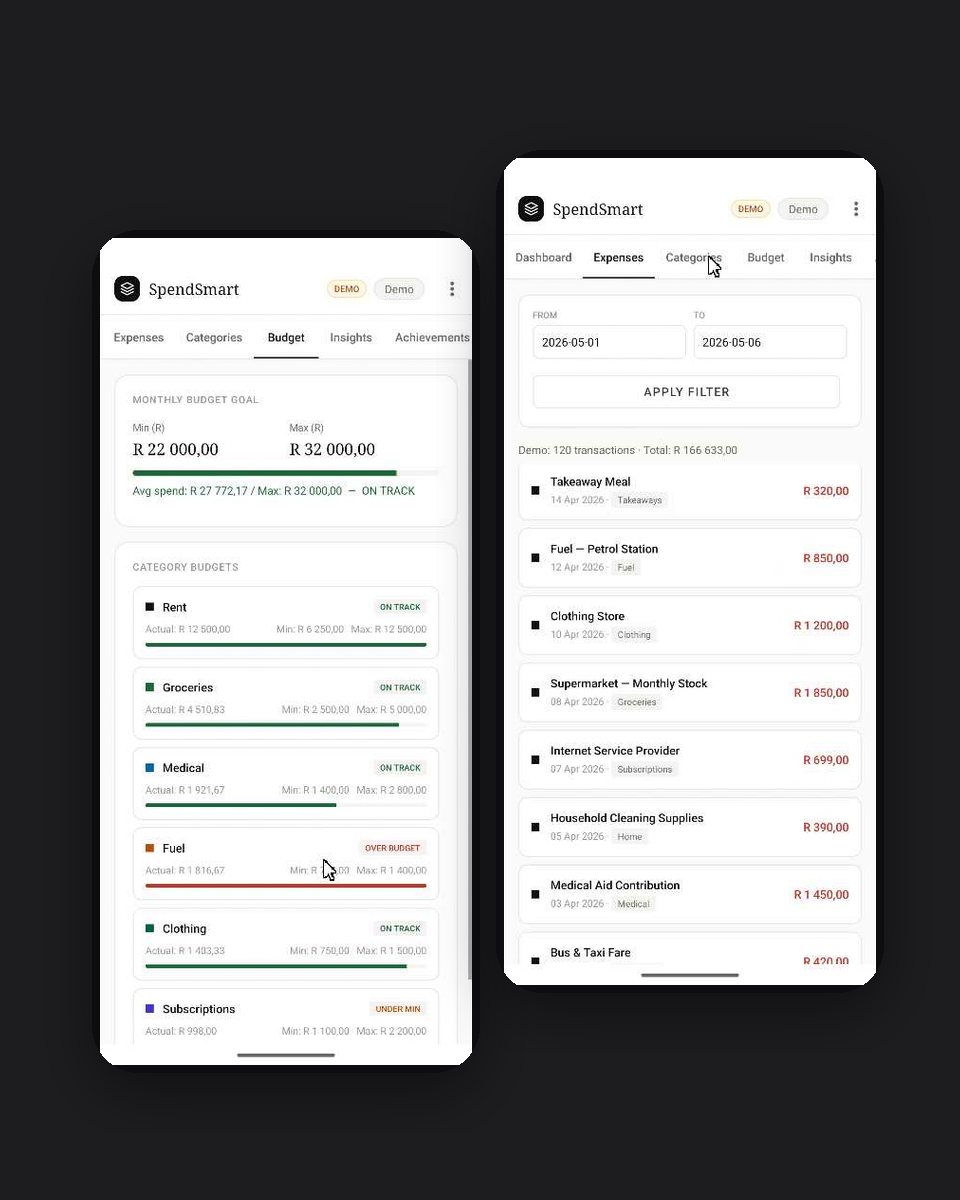 SpendSmart
DEMO
Demo
Expenses
Categories
Budget
Insights
Achievements
MONTHLY BUDGET GOAL
Min (R)
Max (R)
R 22 000,00
R 32 000,00
Avg spend: R 27 772,17 / Max: R 32 000,00 – ON TRACK
CATEGORY BUDGETS
Rent
ON TRACK
Actual: R 12 500,00
Min: R 6 250,00 Max: R 12 500,00
Groceries
ON TRACK
Actual: R 4 510,83
Min: R 2 500,00 Max: R 5 000,00
Medical
ON TRACK
Actual: R 1 921,67
Min: R 1 400,00 Max: R 2 800,00
Fuel
OVER BUDGET
Actual: R 1 816,67
Min: R Max: R 1 400,00
Clothing
ON TRACK
Actual: R 1 403,33
Min: R 750,00 Max: R 1 500,00
Subscriptions
UNDER MIN
Actual: R 998,00
Min: R 1 100,00 Max: R 2 200,00
SpendSmart
DEMO
Demo
Dashboard
Expenses
Categories
Budget
Insights
FROM
TO
2026-05-01
2026-05-06
APPLY FILTER
Demo: 120 transactions · Total: R 166 633,00
Takeaway Meal
14 Apr 2026 · Takeaways
R 320,00
Fuel — Petrol Station
12 Apr 2026 · Fuel
R 850,00
Clothing Store
10 Apr 2026 · Clothing
R 1 200,00
Supermarket — Monthly Stock
08 Apr 2026 · Groceries
R 1 850,00
Internet Service Provider
07 Apr 2026 · Subscriptions
R 699,00
Household Cleaning Supplies
05 Apr 2026 · Home
R 390,00
Medical Aid Contribution
03 Apr 2026 · Medical
R 1 450,00
Bus & Taxi Fare
R 420,00